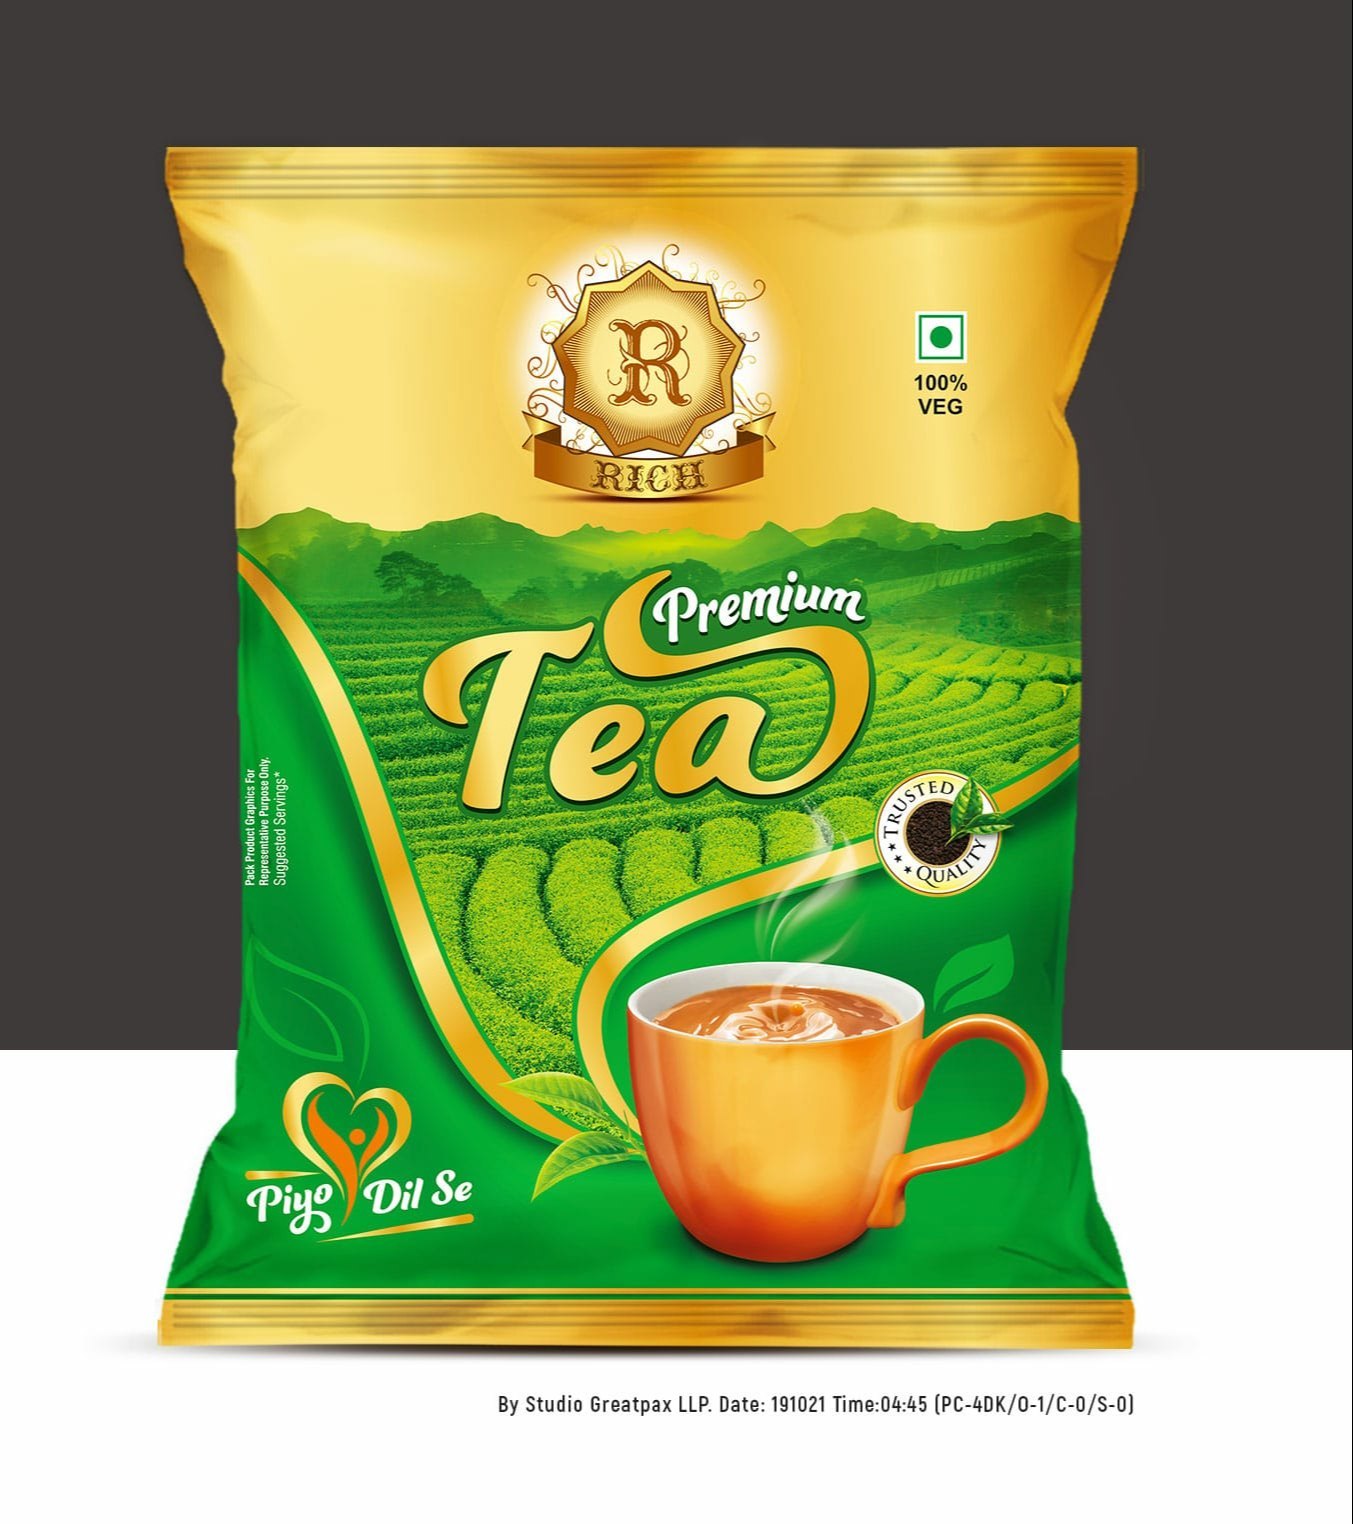 R
RICH
100%
VEG
Premium
Tea
TRUSTED
QUALITY
Pack Product Graphics For
Representative Purpose Only.
Suggested Servings*
Piyo Dil Se
By Studio Greatpax LLP. Date: 191021 Time:04:45 (PC-4DK/O-1/C-0/S-0)